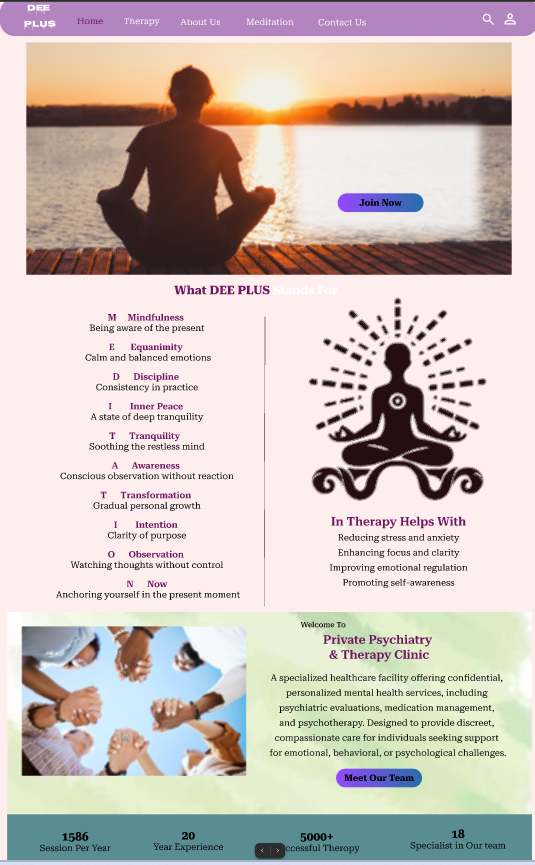 DEE
PLUS
Home Therapy About Us Meditation Contact Us
Join Now
What DEE PLUS Stands For
M Mindfulness
Being aware of the present
E Equanimity
Calm and balanced emotions
D Discipline
Consistency in practice
I Inner Peace
A state of deep tranquility
T Tranquility
Soothing the restless mind
A Awareness
Conscious observation without reaction
T Transformation
Gradual personal growth
I Intention
Clarity of purpose
O Observation
Watching thoughts without control
N Now
Anchoring yourself in the present moment
In Therapy Helps With
Reducing stress and anxiety
Enhancing focus and clarity
Improving emotional regulation
Promoting self-awareness
Welcome To
Private Psychiatry
& Therapy Clinic
A specialized healthcare facility offering confidential,
personalized mental health services, including
psychiatric evaluations, medication management,
and psychotherapy. Designed to provide discreet,
compassionate care for individuals seeking support
for emotional, behavioral, or psychological challenges.
Meet Our Team
1586
Session Per Year
20
Year Experience
5000+
ccessful Theropy
18
Specialist in Our team